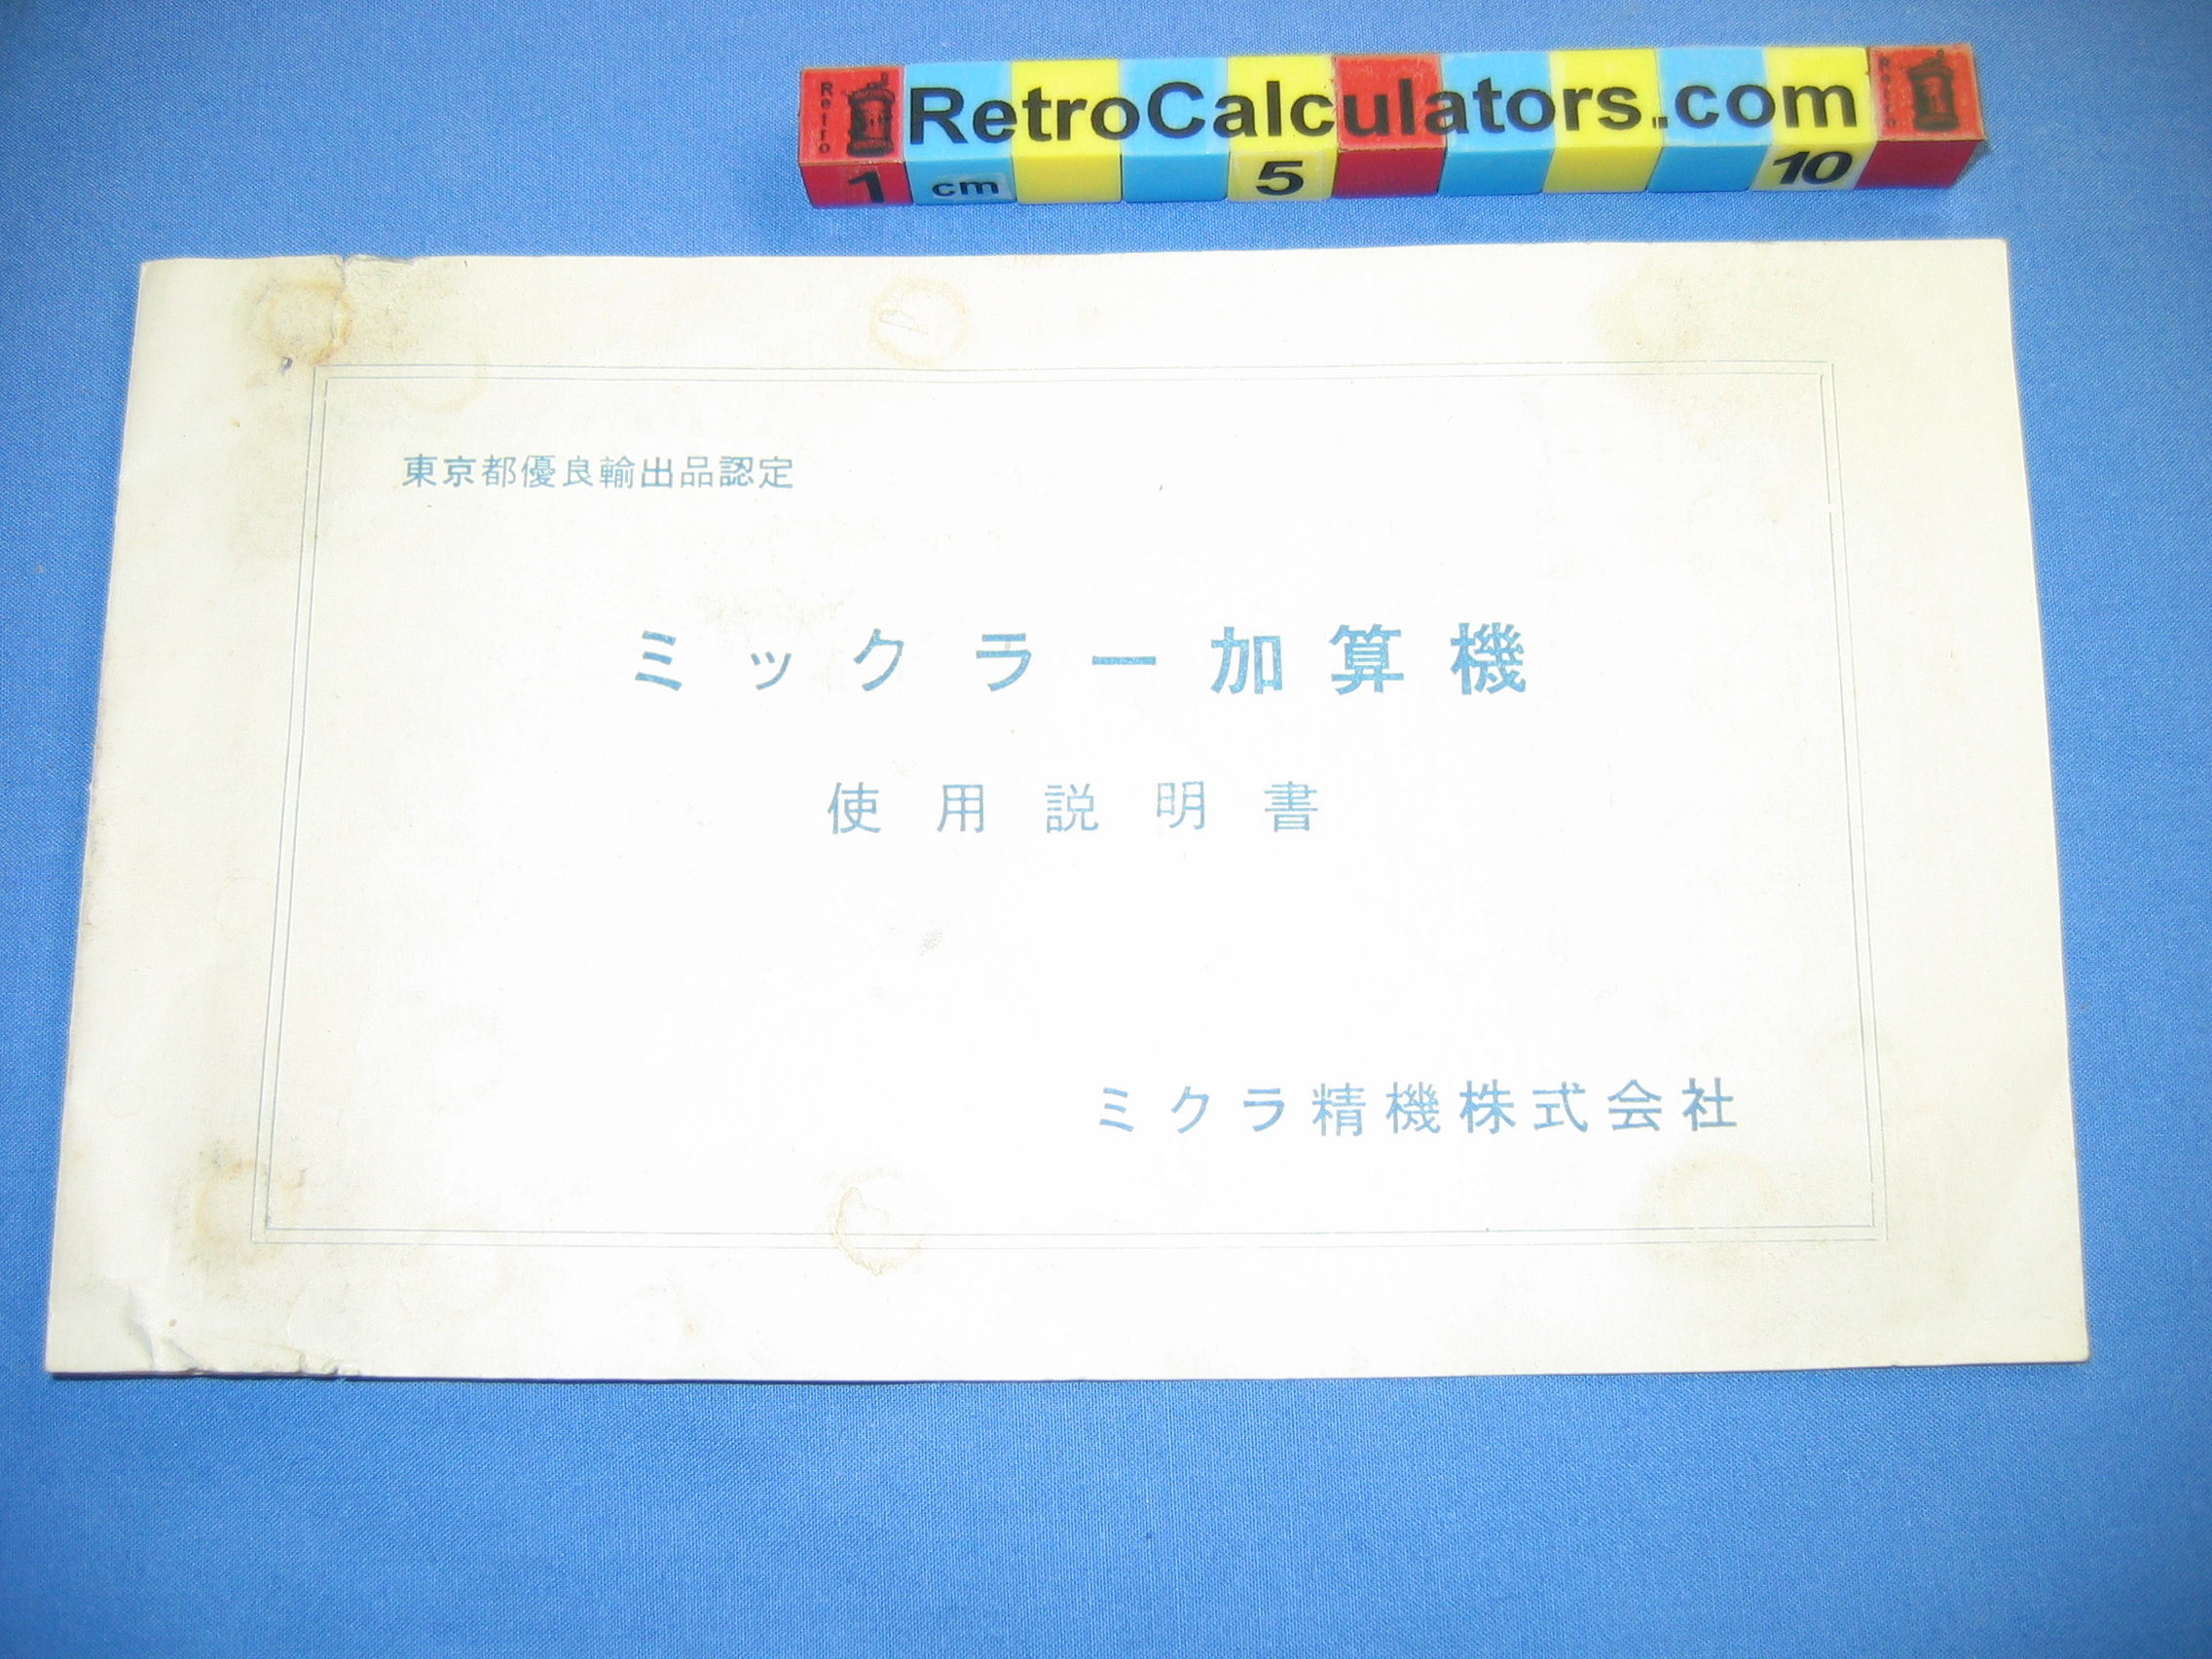 Retro
RetroCalculators.com
Retro
1 cm 5 10
東京都優良輸出品認定
ミックラー加算機
使用説明書
ミクラ精機株式会社